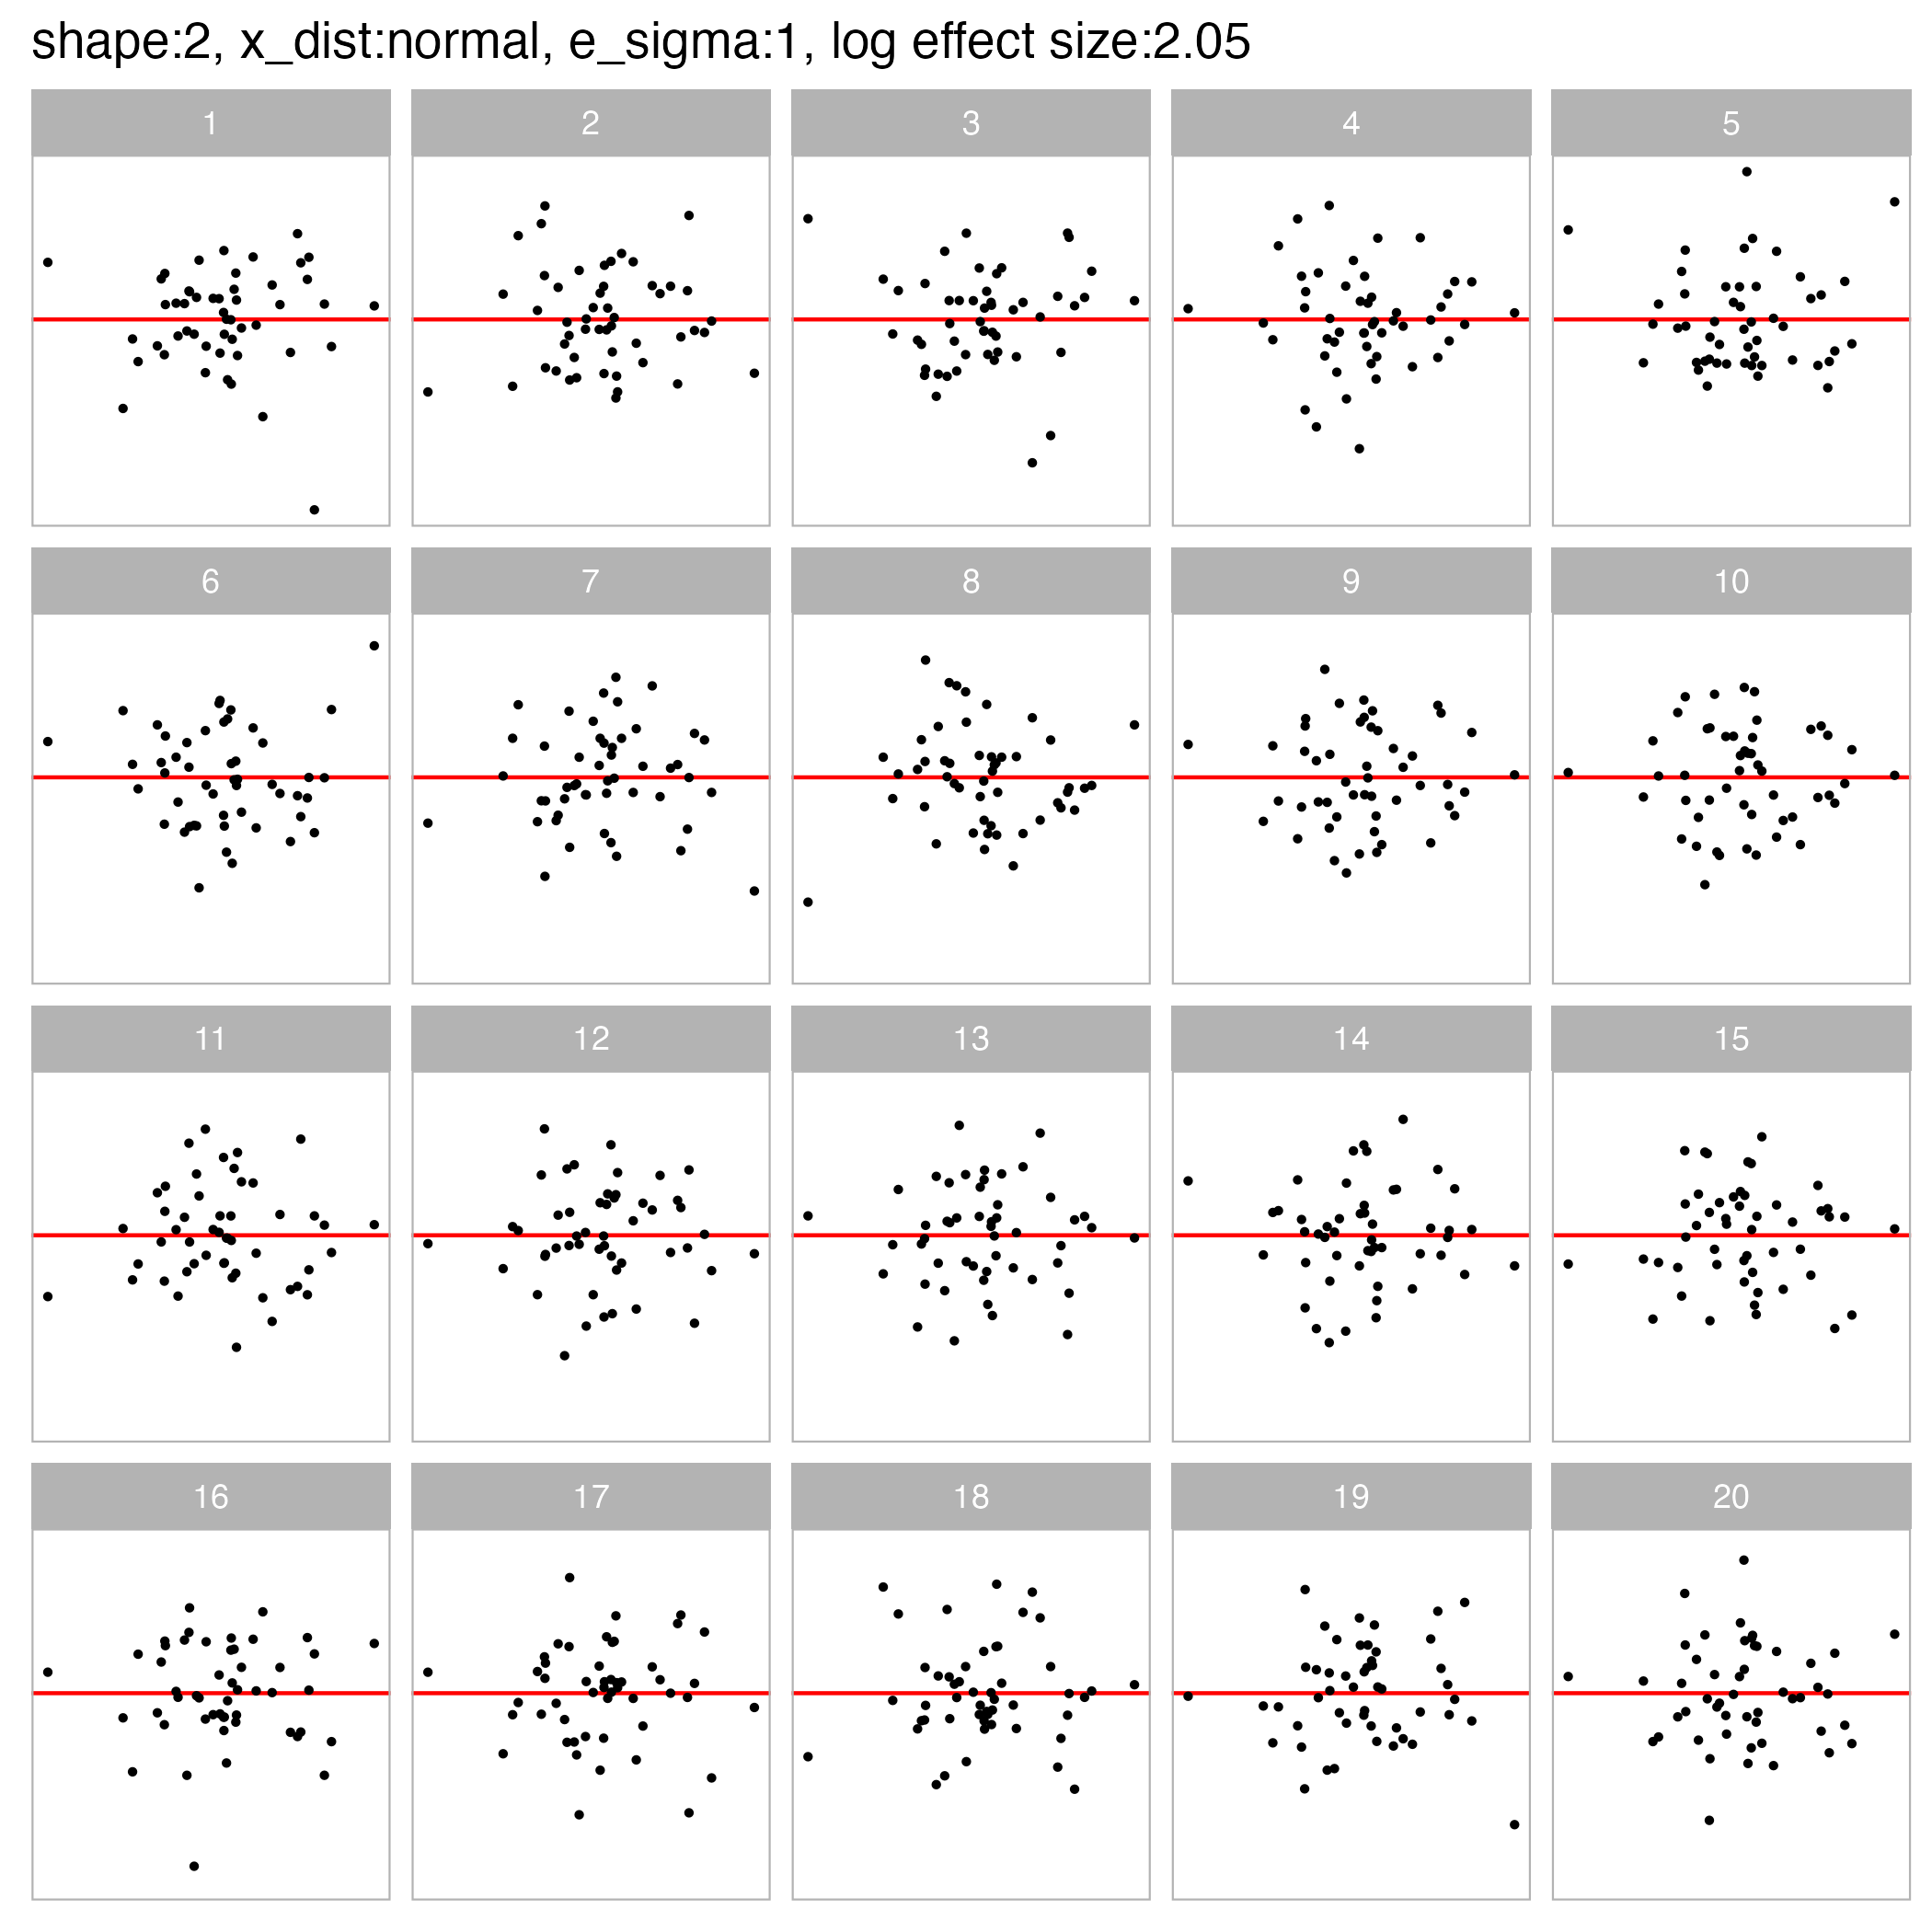 shape:2, x_dist:normal, e_sigma:1, log effect size:2.05
1 2 3 4 5
6 7 8 9 10
11 12 13 14 15
16 17 18 19 20